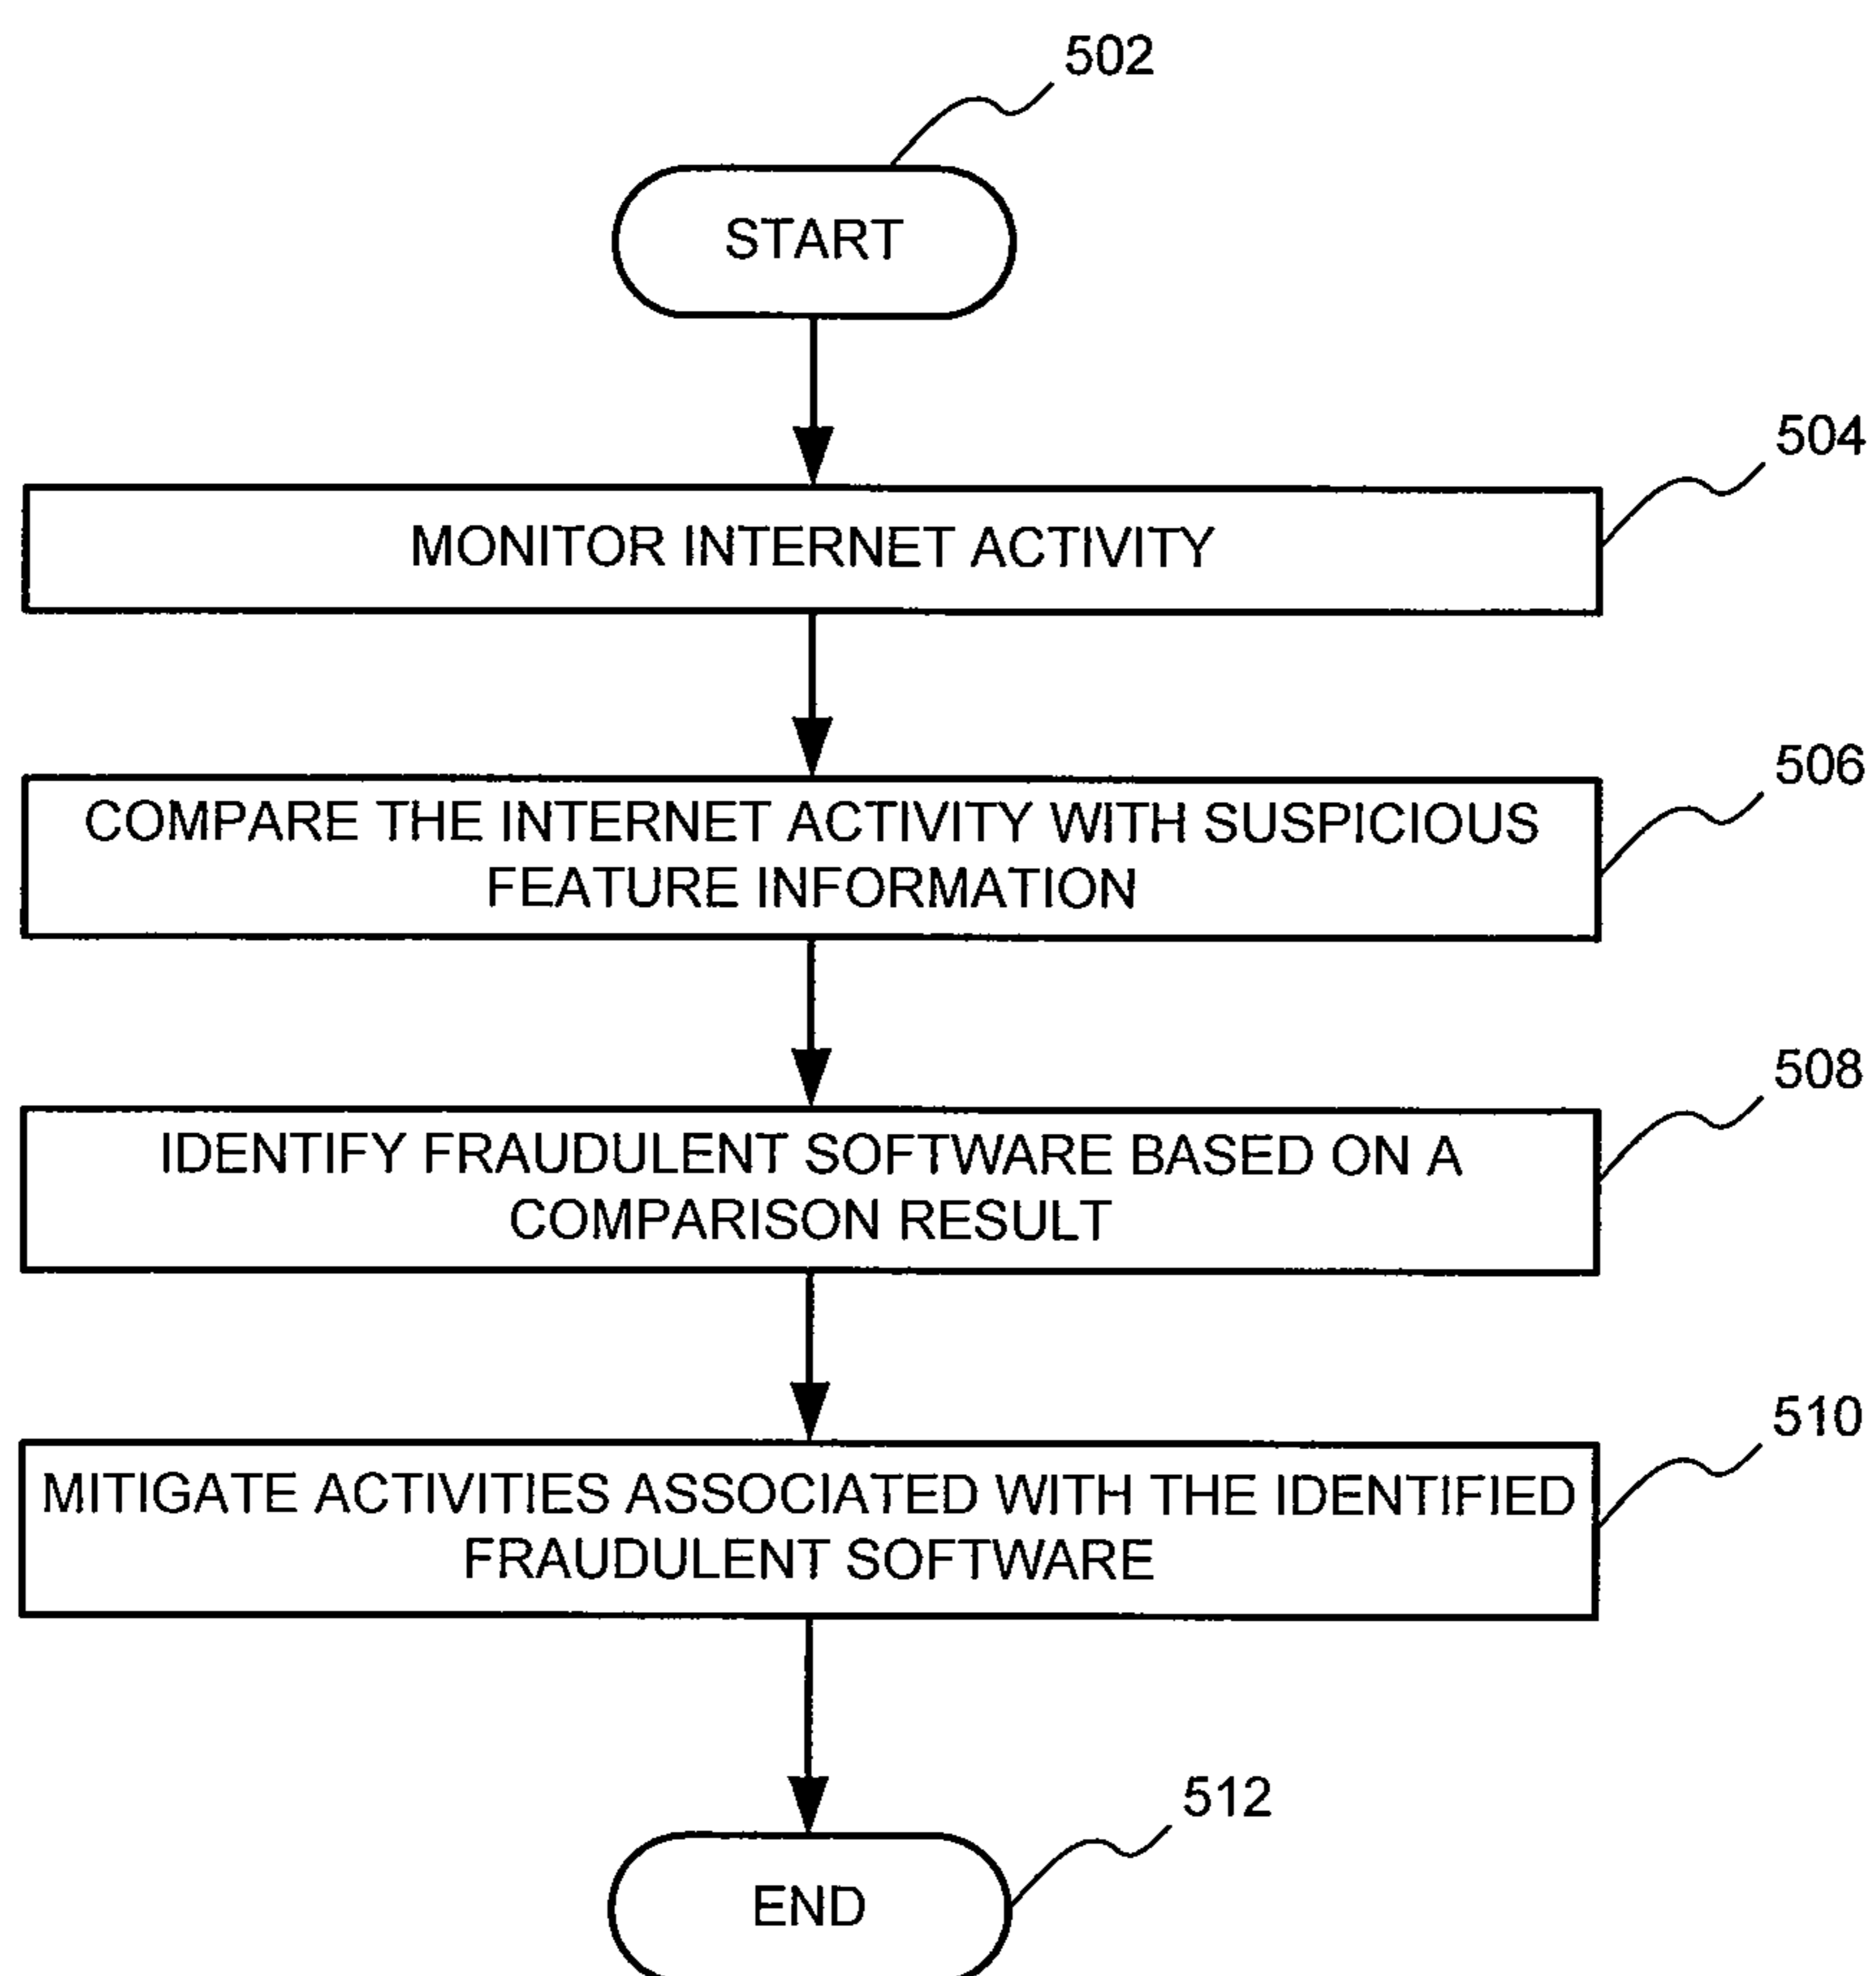 502
START
504
MONITOR INTERNET ACTIVITY
506
COMPARE THE INTERNET ACTIVITY WITH SUSPICIOUS
FEATURE INFORMATION
508
IDENTIFY FRAUDULENT SOFTWARE BASED ON A
COMPARISON RESULT
510
MITIGATE ACTIVITIES ASSOCIATED WITH THE IDENTIFIED
FRAUDULENT SOFTWARE
512
END